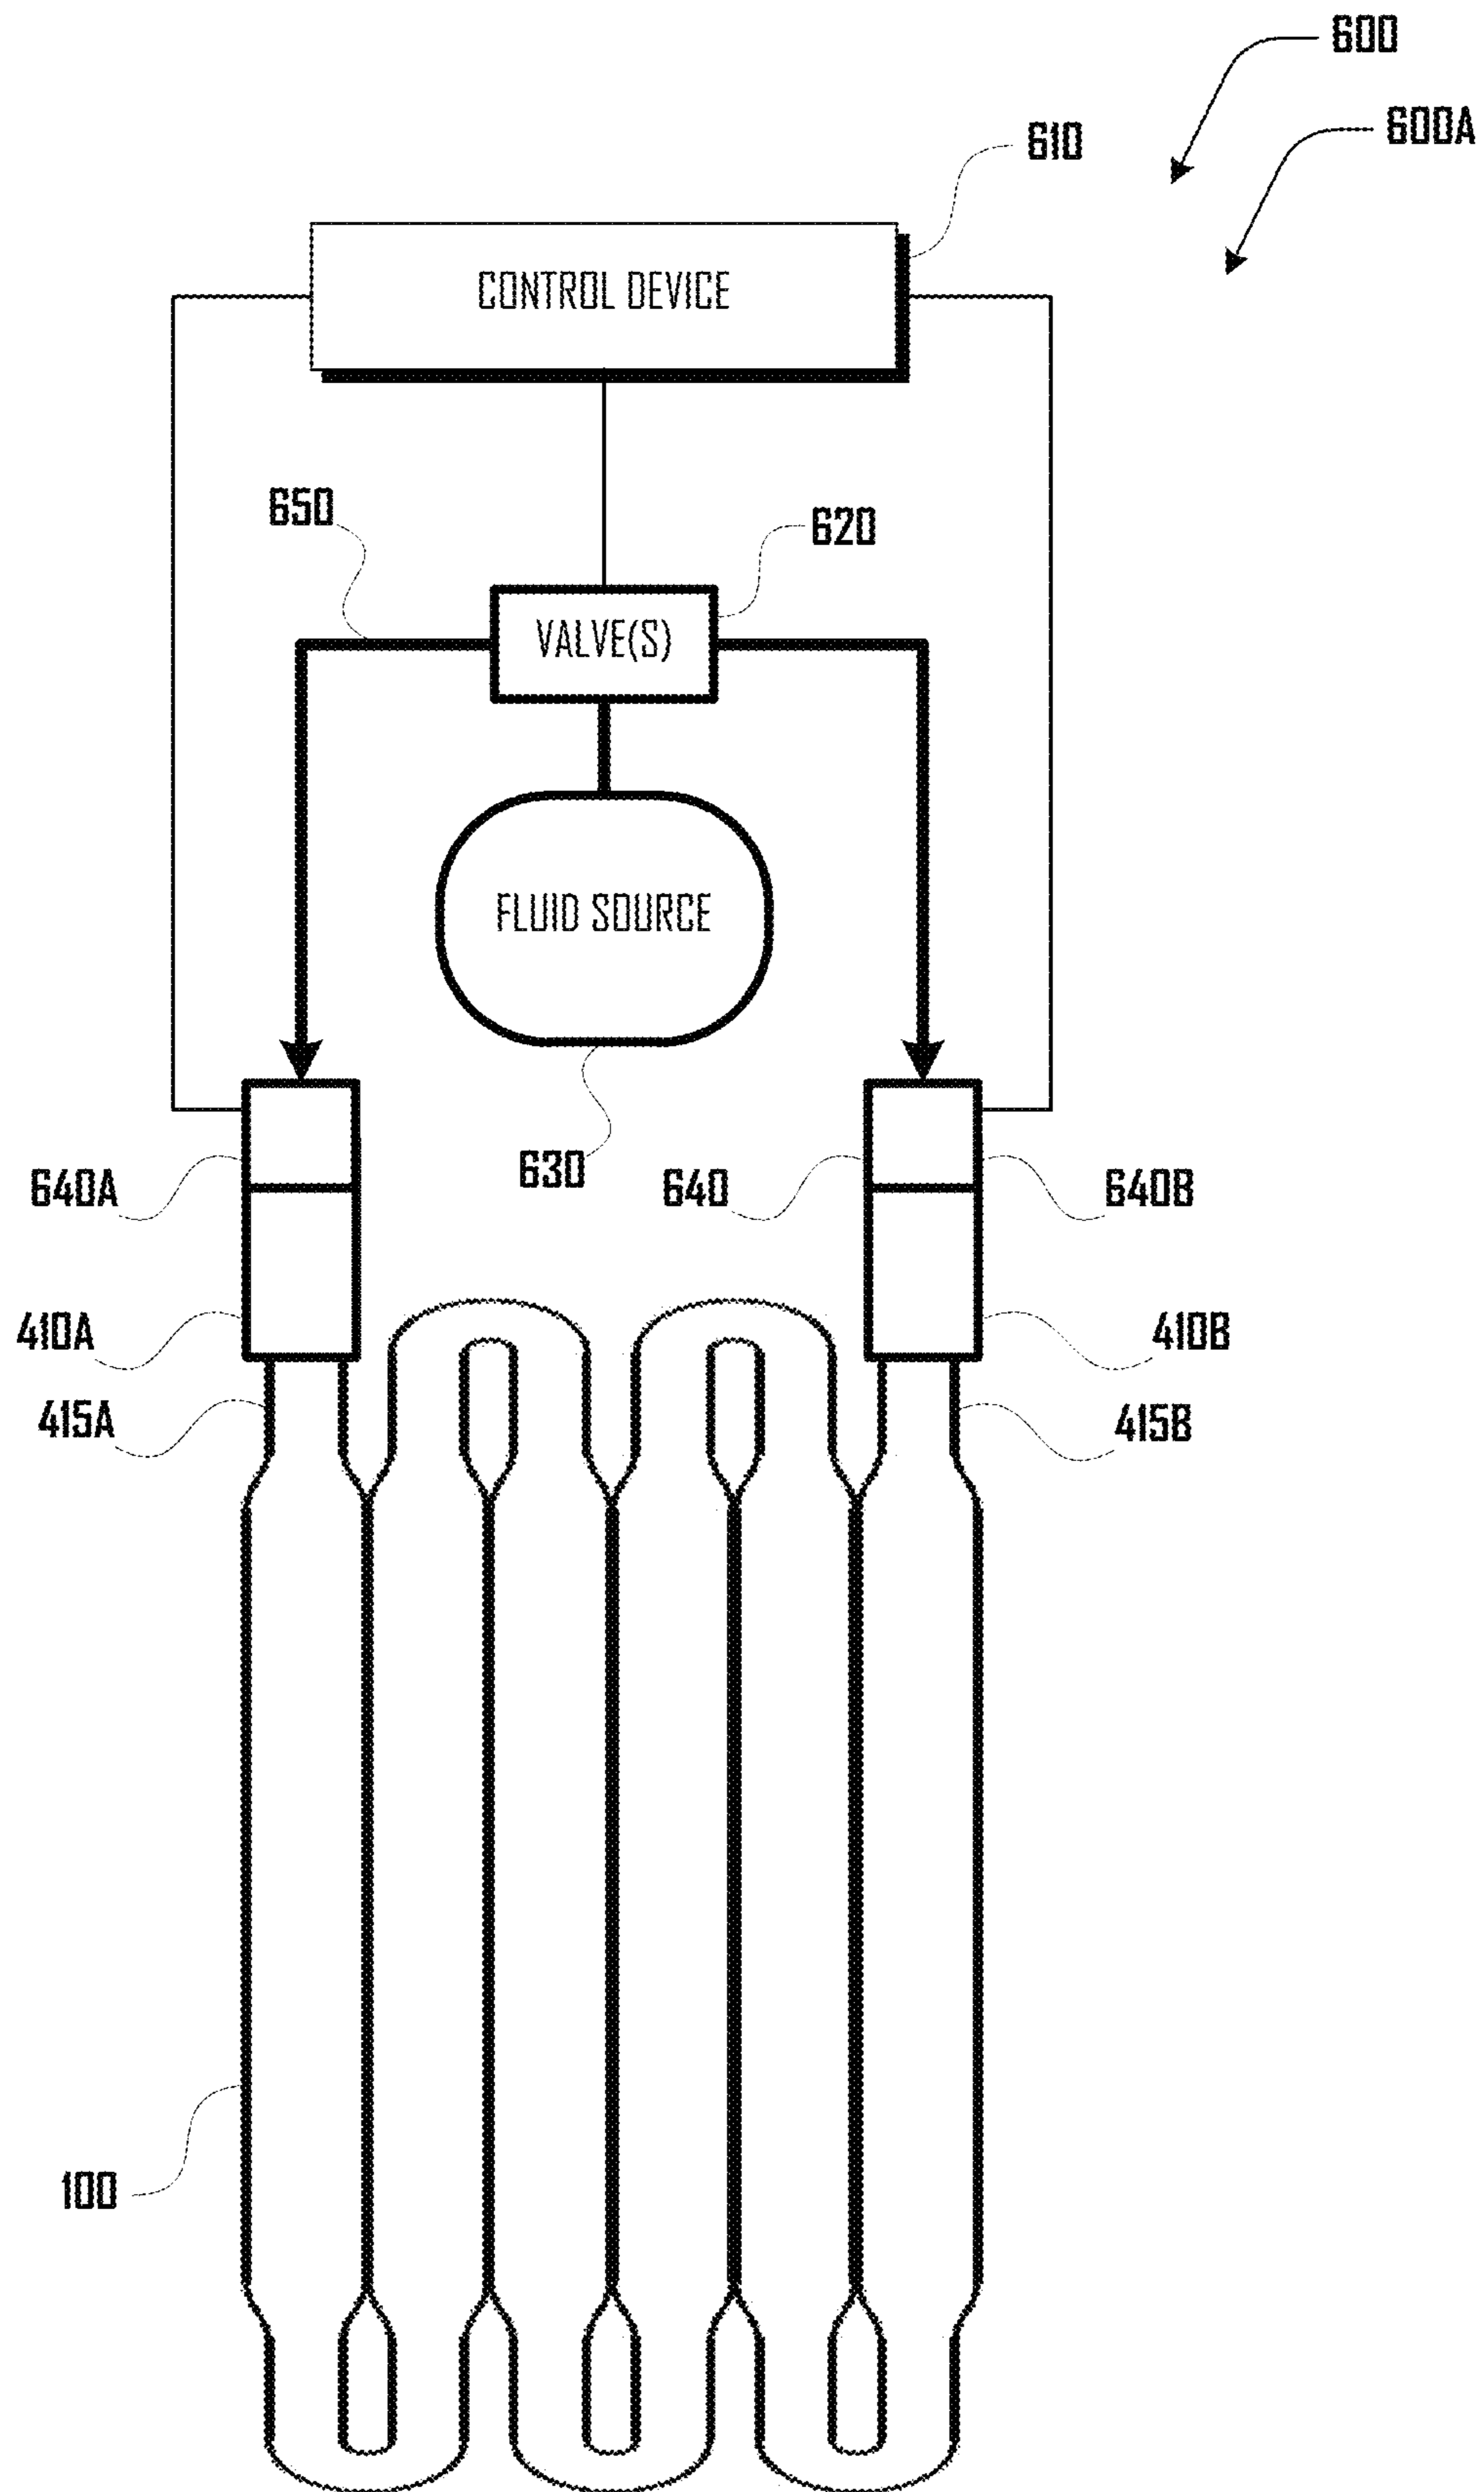 600
600A
610
CONTROL DEVICE
650
620
VALVE(S)
FLUID SOURCE
630
640A
640
640B
410A
410B
415A
415B
100